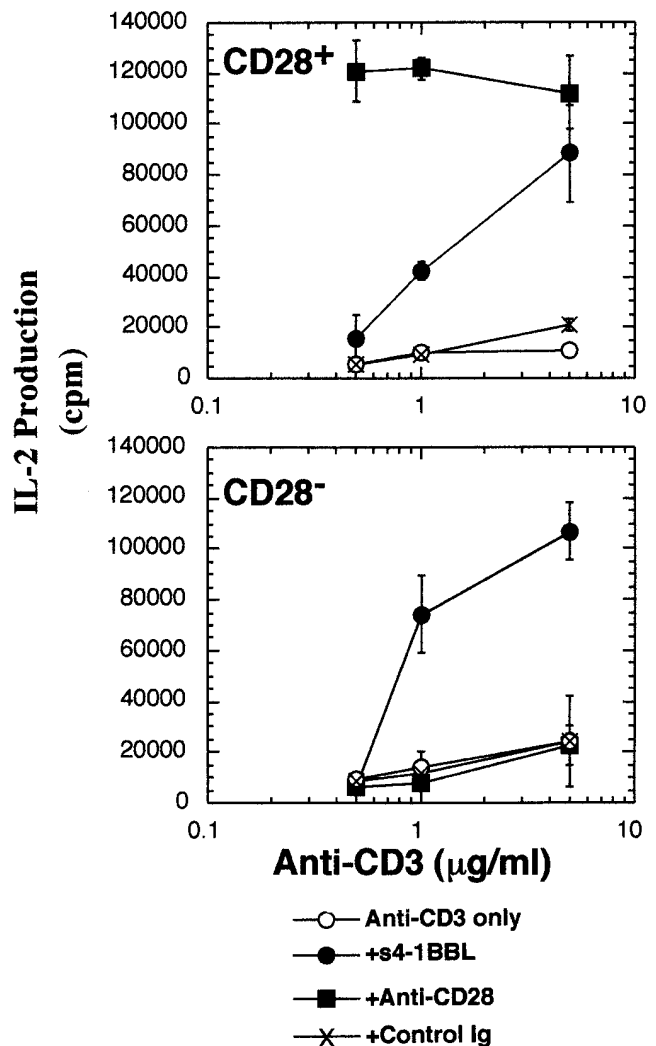 140000
120000
100000
80000
60000
40000
20000
0
CD28+
0.1
1
10
IL-2 Production
(cpm)
140000
120000
100000
80000
60000
40000
20000
0
CD28-
0.1
1
10
Anti-CD3 (μg/ml)
Anti-CD3 only
+s4-1BBL
+Anti-CD28
+Control Ig